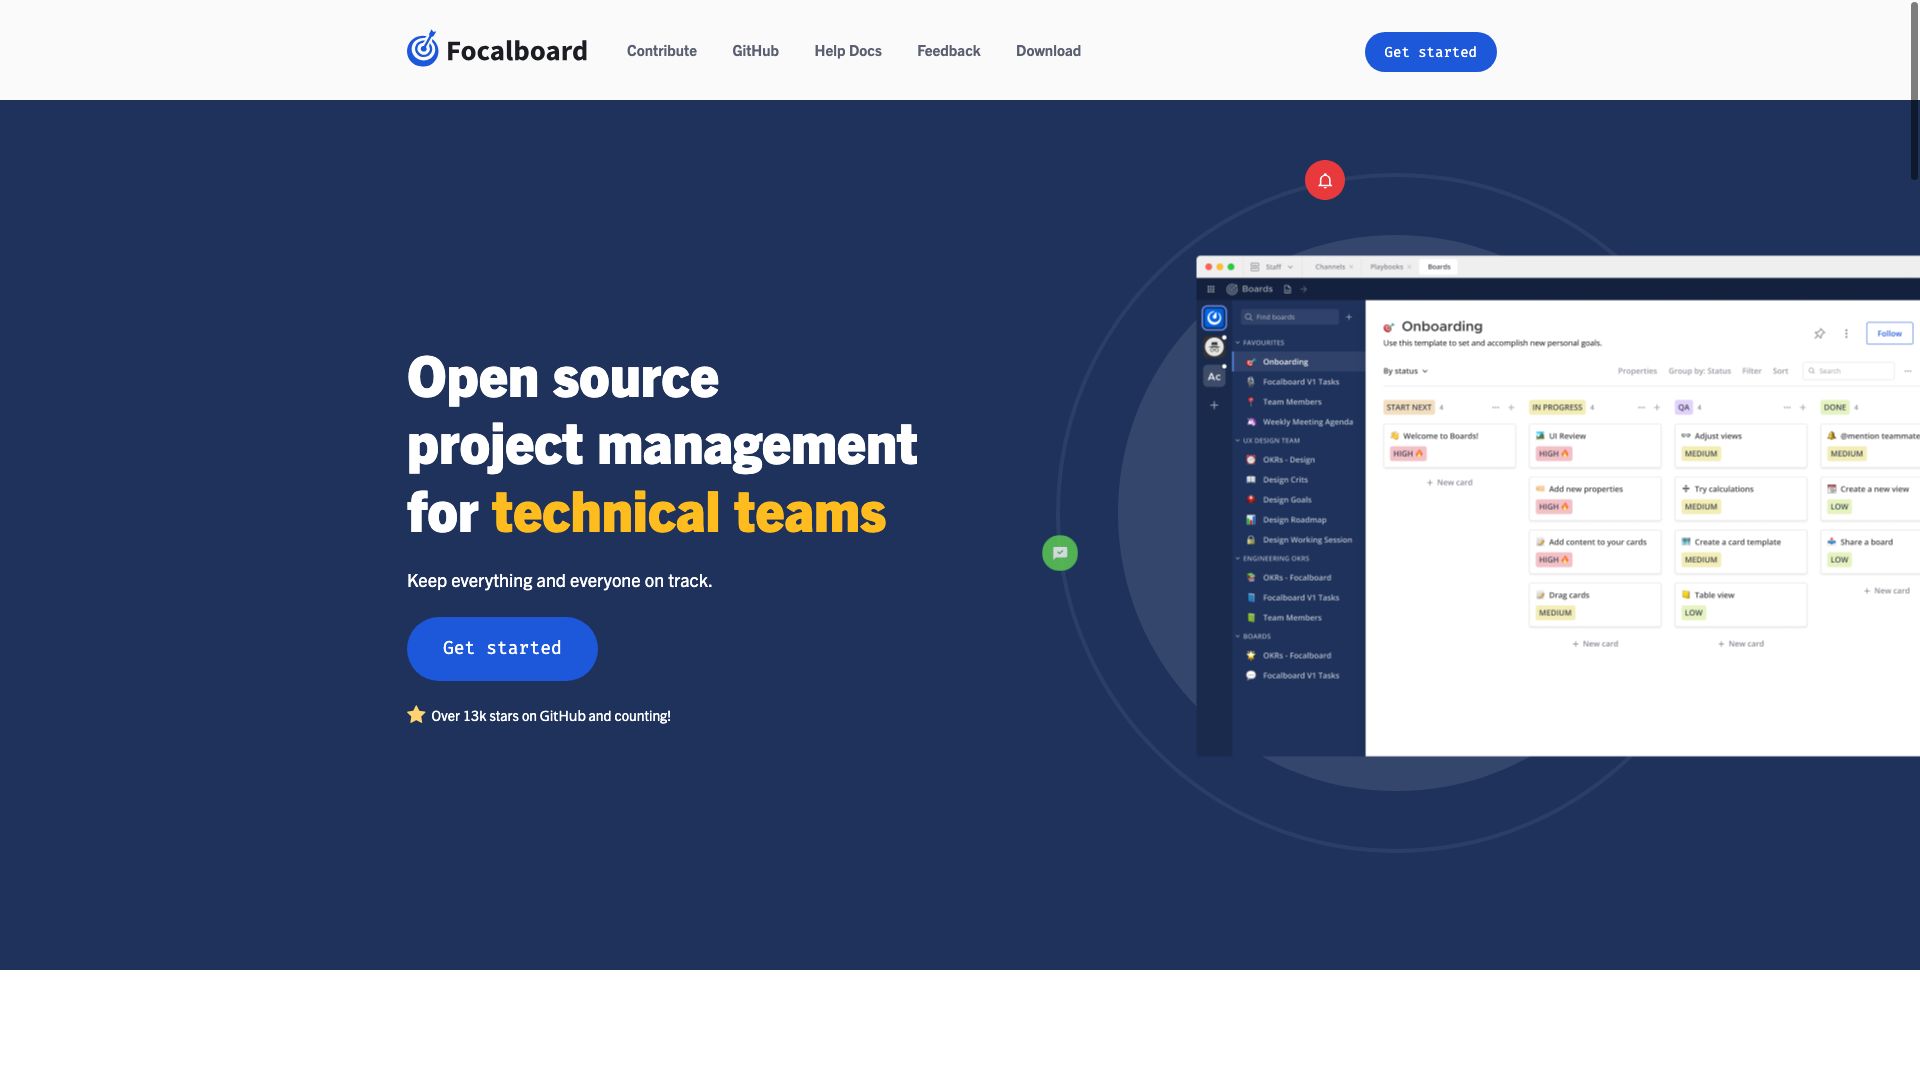 Focalboard
Contribute
GitHub
Help Docs
Feedback
Download
Get started
Open source
project management
for technical teams
Keep everything and everyone on track.
Get started
Over 13k stars on GitHub and counting!
Staff
Channels
Playbooks
Boards
Boards
Find boards
Ac
FAVOURITES
Onboarding
Focalboard V1 Tasks
Team Members
Weekly Meeting Agenda
UX DESIGN TEAM
OKRs - Design
Design Crits
Design Goals
Design Roadmap
Design Working Session
ENGINEERING OKRS
OKRs - Focalboard
Focalboard V1 Tasks
Team Members
BOARDS
OKRs - Focalboard
Focalboard V1 Tasks
Onboarding
Use this template to set and accomplish new personal goals.
Follow
By status
Properties
Group by: Status
Filter
Sort
Search
START NEXT 4
Welcome to Boards!
HIGH
+ New card
IN PROGRESS 4
UI Review
HIGH
Add new properties
HIGH
Add content to your cards
HIGH
Drag cards
MEDIUM
+ New card
QA 4
Adjust views
MEDIUM
Try calculations
MEDIUM
Create a card template
MEDIUM
Table view
LOW
+ New card
DONE 4
@mention teammate
MEDIUM
Create a new view
LOW
Share a board
LOW
+ New card